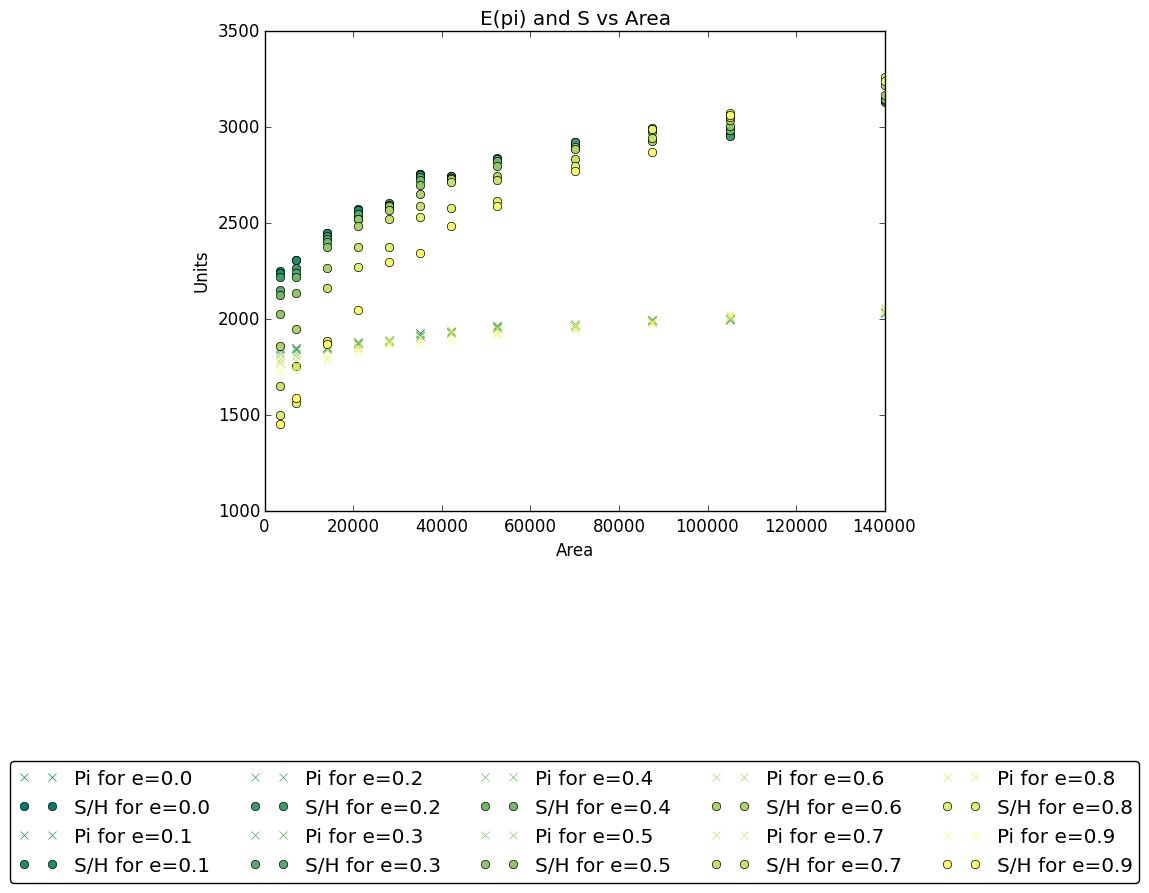 E(pi) and S vs Area
3500
3000
2500
2000
1500
1000
Units
0 20000 40000 60000 80000 100000 120000 140000
Area
Pi for e=0.0 Pi for e=0.2 Pi for e=0.4 Pi for e=0.6 Pi for e=0.8
S/H for e=0.0 S/H for e=0.2 S/H for e=0.4 S/H for e=0.6 S/H for e=0.8
Pi for e=0.1 Pi for e=0.3 Pi for e=0.5 Pi for e=0.7 Pi for e=0.9
S/H for e=0.1 S/H for e=0.3 S/H for e=0.5 S/H for e=0.7 S/H for e=0.9